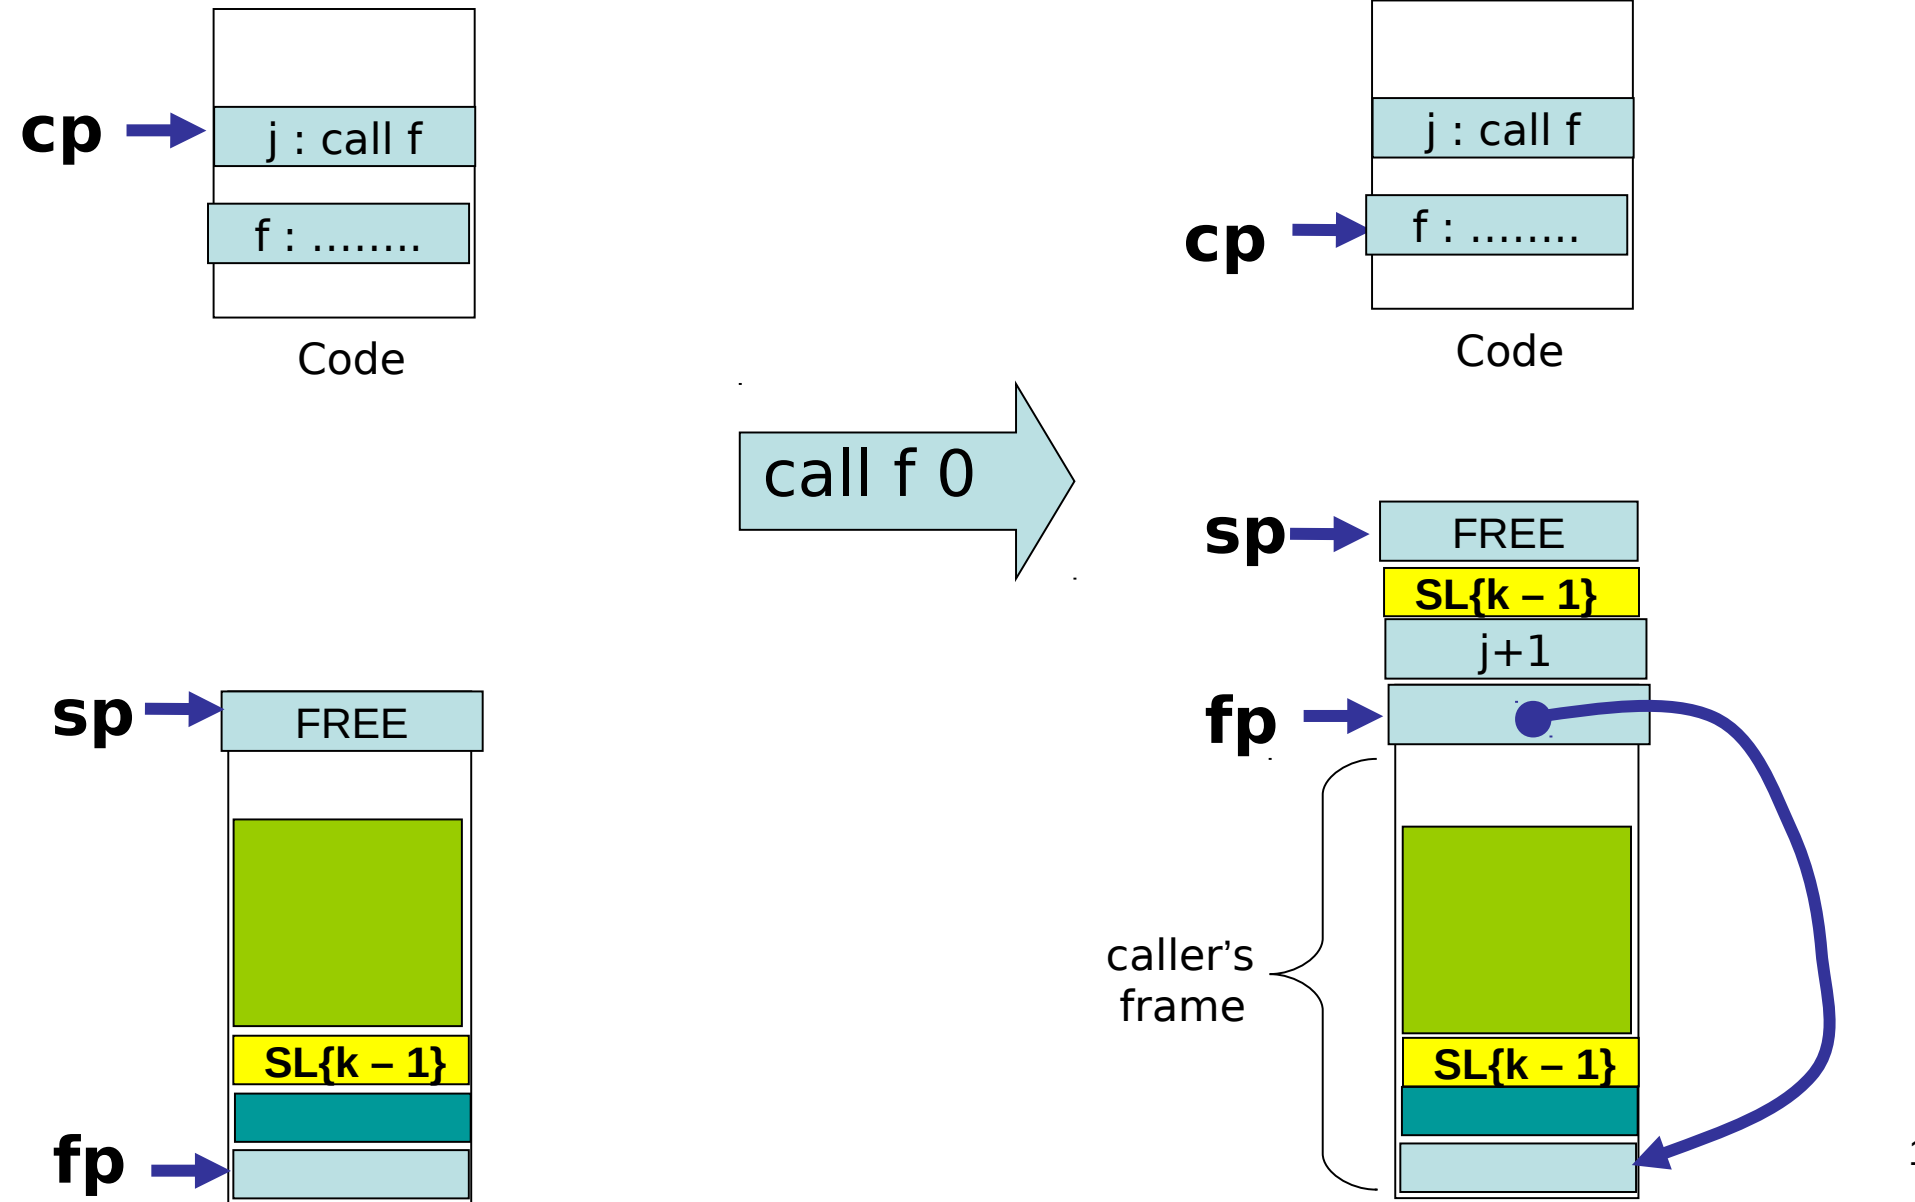 cp
j : call f
f : ........
Code
sp
FREE
SL{k – 1}
fp
call f 0
cp
j : call f
f : ........
Code
sp
FREE
SL{k – 1}
j+1
fp
caller’s
frame
SL{k – 1}